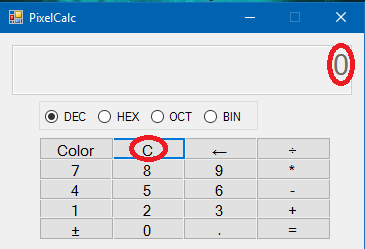 PixelCalc
0
DEC HEX OCT BIN
Color C ← ÷
7 8 9 *
4 5 6 -
1 2 3 +
± 0 . =